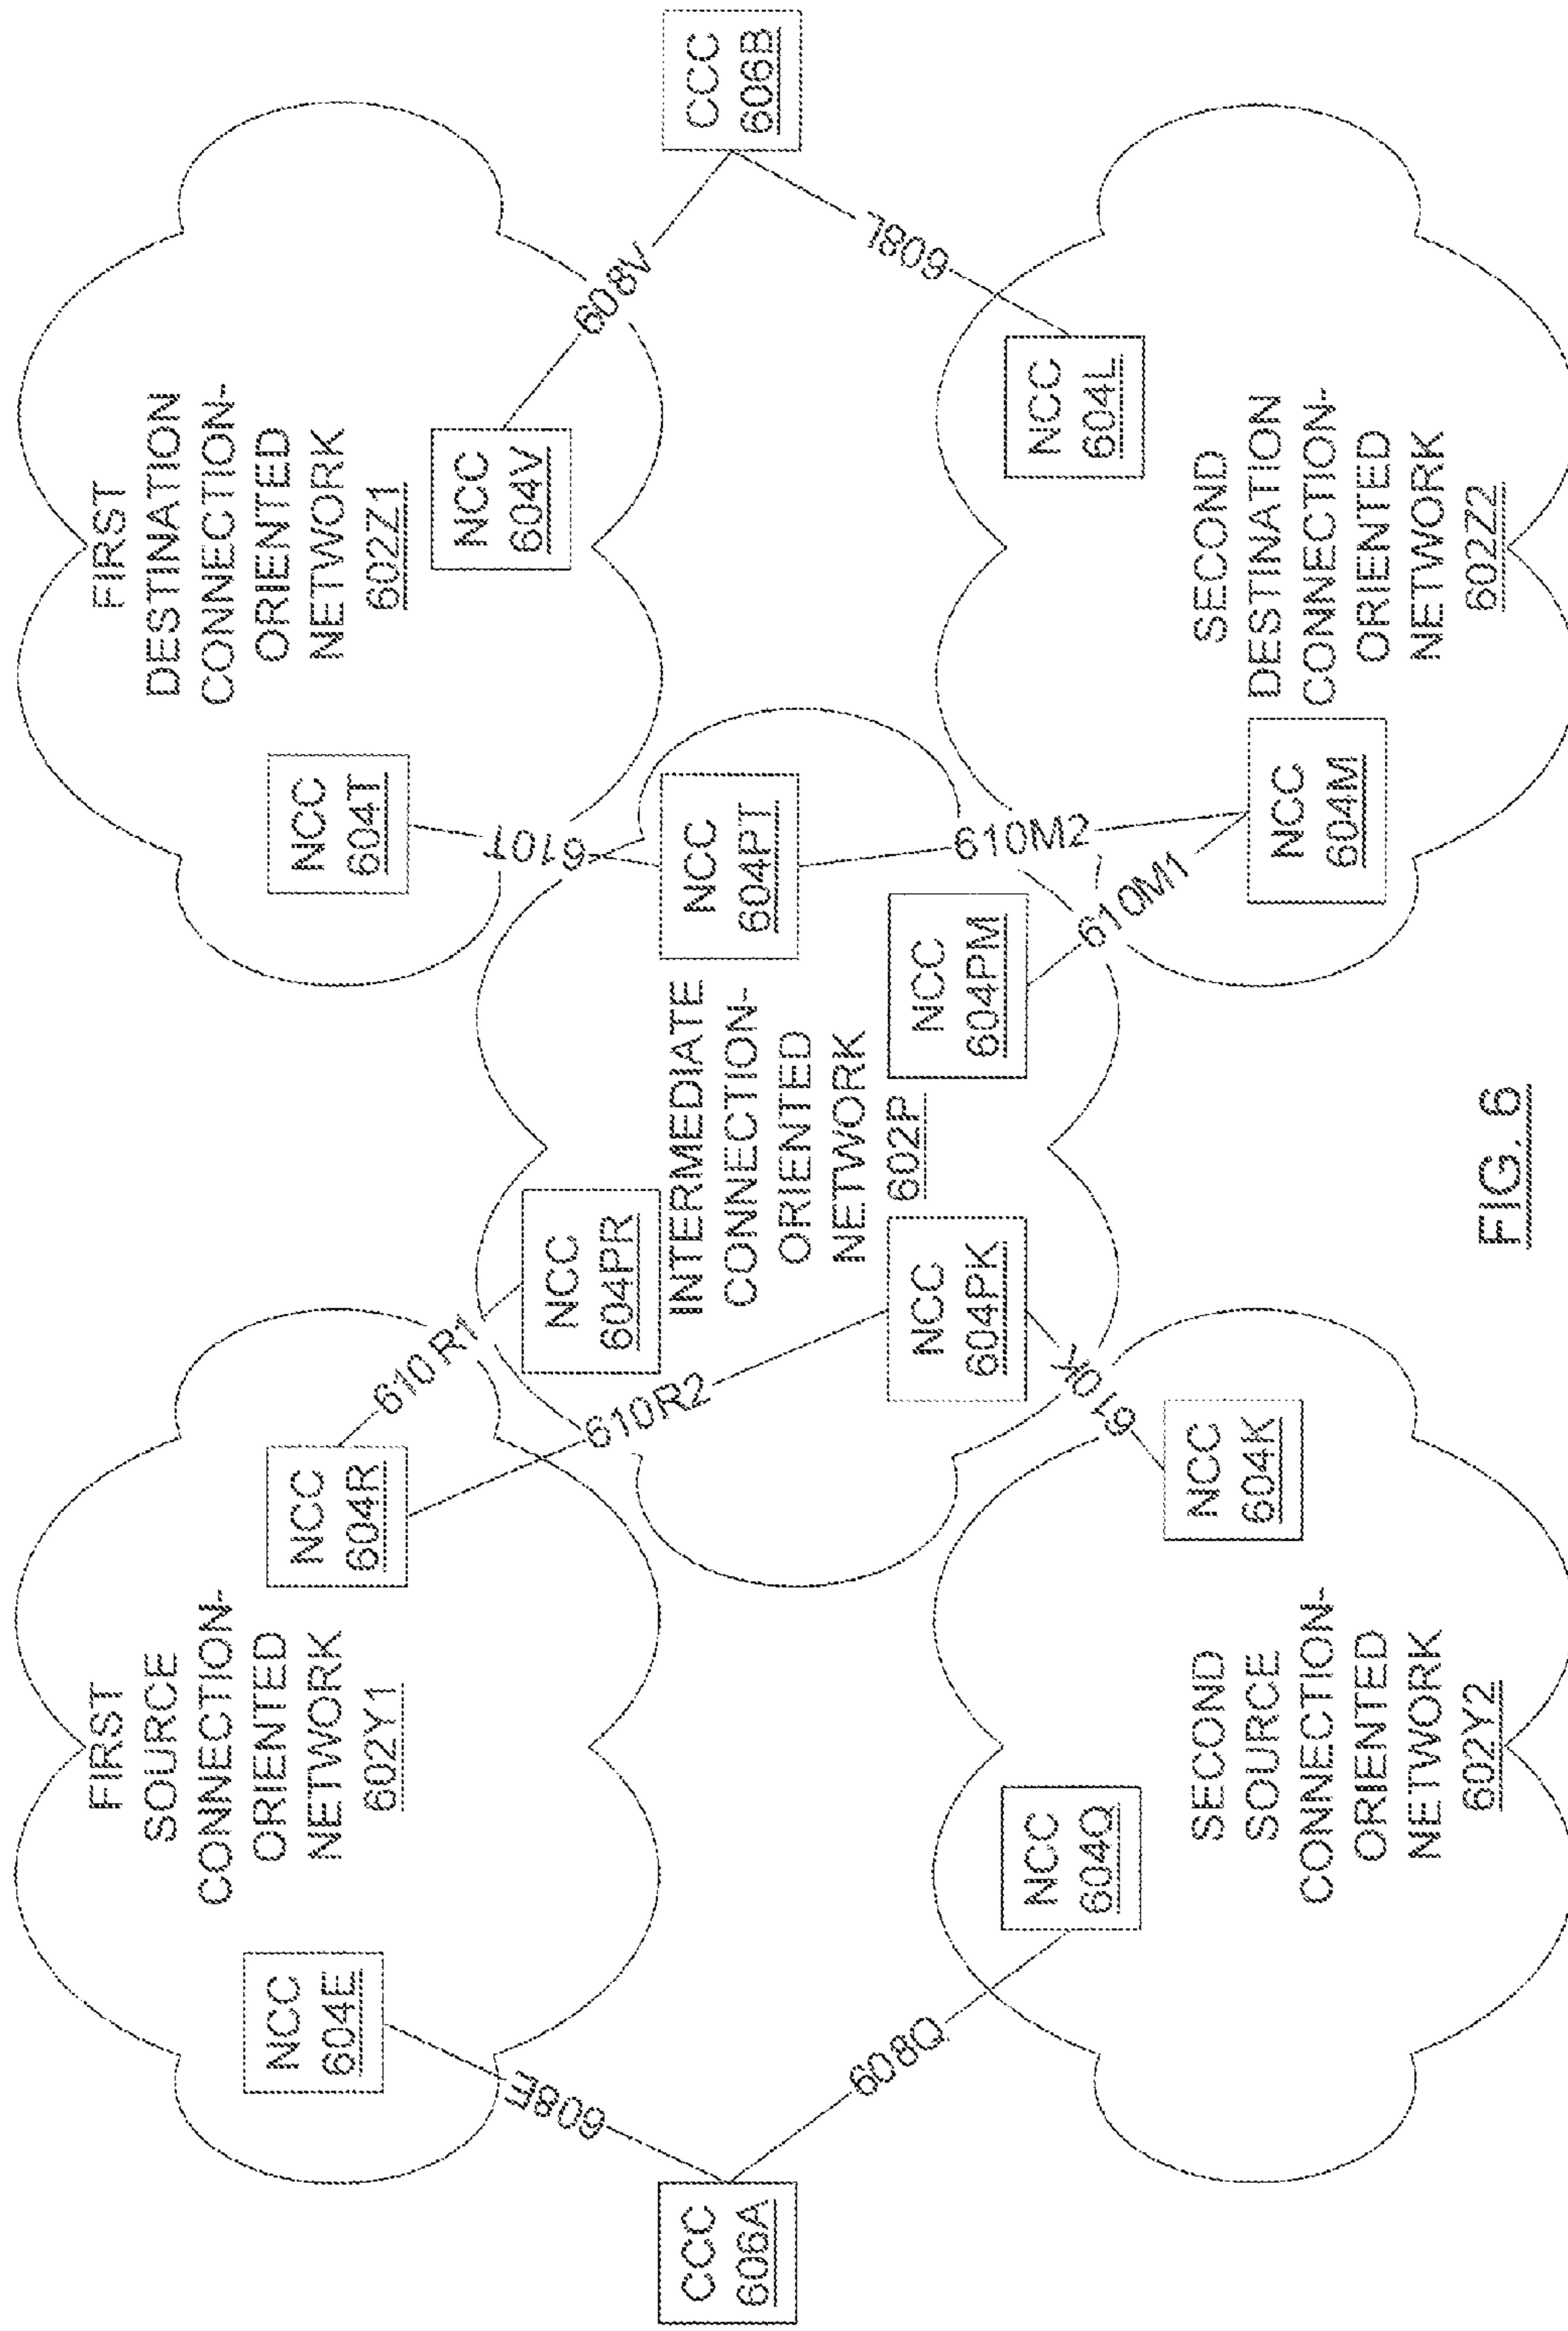 FIRST
SOURCE
CONNECTION-
ORIENTED
NETWORK
602Y1
NCC
604E
NCC
604R
FIRST
DESTINATION
CONNECTION-
ORIENTED
NETWORK
602Z1
NCC
604T
NCC
604V
608E
610R1
610R2
610T
608V
CCC
606A
NCC
604PR
INTERMEDIATE
CONNECTION-
ORIENTED
NETWORK
602P
NCC
604PT
NCC
604PK
NCC
604PM
CCC
606B
608Q
610K
610M2
610M1
608L
NCC
604Q
SECOND
SOURCE
CONNECTION-
ORIENTED
NETWORK
602Y2
NCC
604K
NCC
604L
SECOND
DESTINATION
CONNECTION-
ORIENTED
NETWORK
602Z2
NCC
604M
FIG. 6